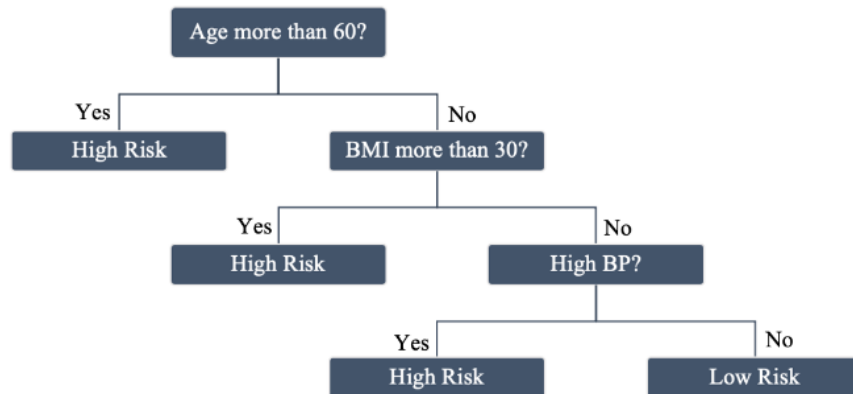 Age more than 60?
Yes
No
High Risk
BMI more than 30?
Yes
No
High Risk
High BP?
Yes
No
High Risk
Low Risk